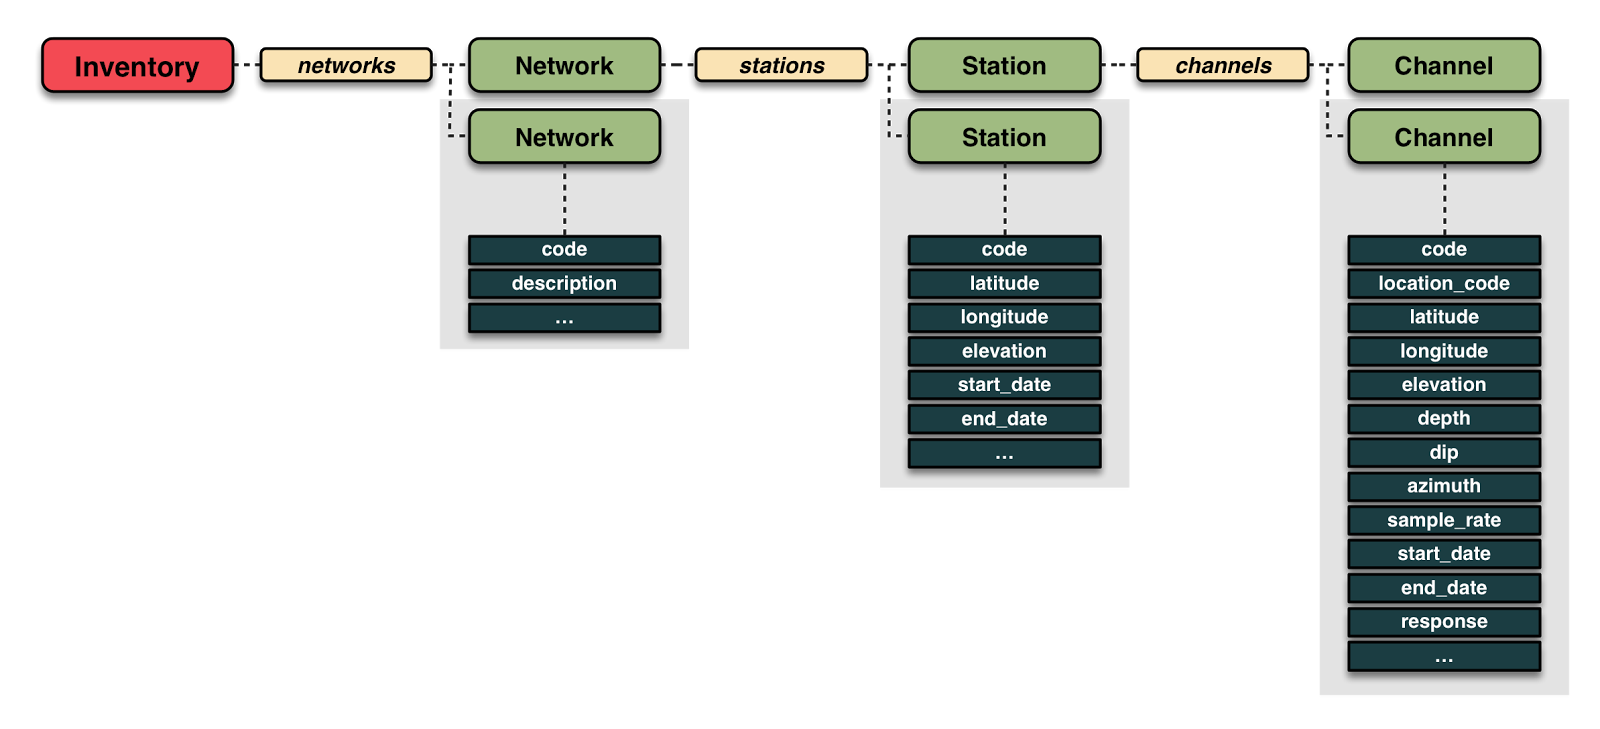 Inventory
networks
Network
stations
Station
channels
Channel
Network
Station
Channel
code
description
...
code
latitude
longitude
elevation
start_date
end_date
...
code
location_code
latitude
longitude
elevation
depth
dip
azimuth
sample_rate
start_date
end_date
response
...